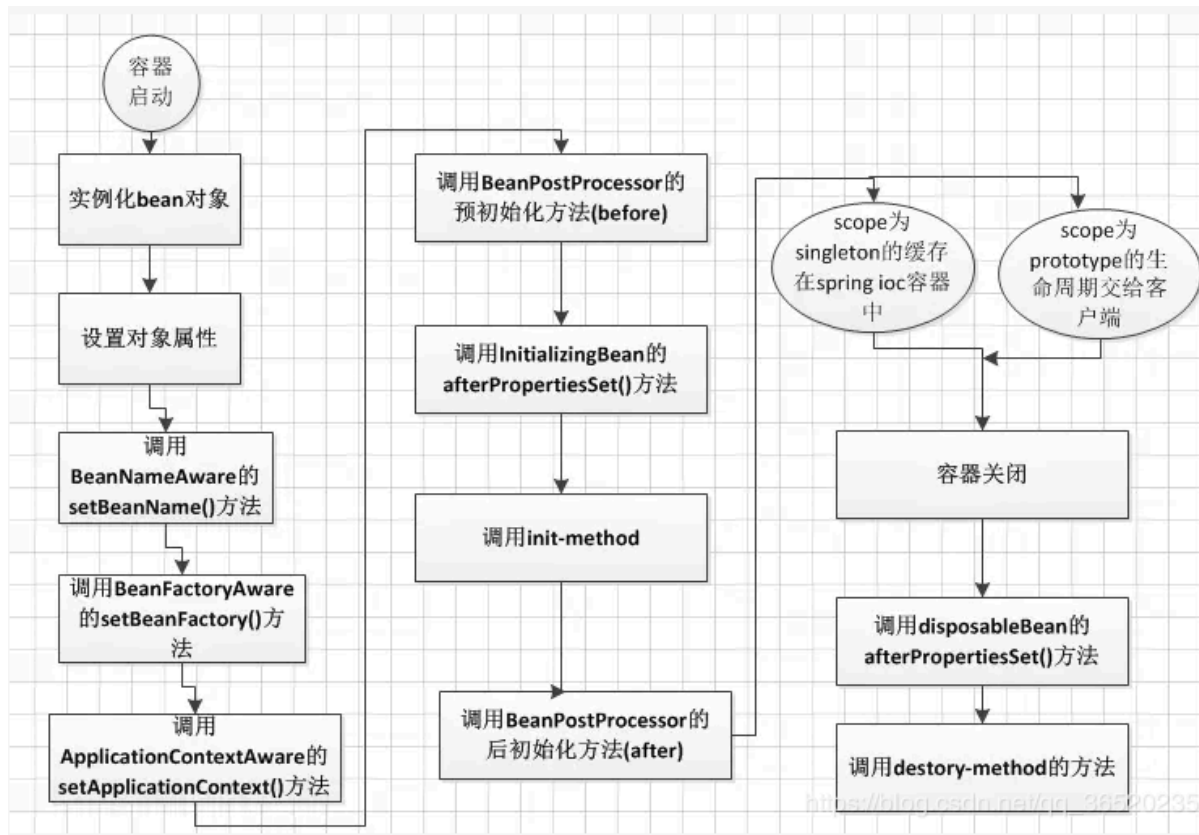 容器
启动
实例化bean对象
设置对象属性
调用
BeanNameAware的
setBeanName()方法
调用BeanFactoryAware
的setBeanFactory()方
法
调用
ApplicationContextAware的
setApplicationContext()方法
调用BeanPostProcessor的
预初始化方法(before)
调用InitializingBean的
afterPropertiesSet()方法
调用init-method
调用BeanPostProcessor的
后初始化方法(after)
scope为
singleton的缓存
在spring ioc容器
中
scope为
prototype的生
命周期交给客
户端
容器关闭
调用disposableBean的
afterPropertiesSet()方法
调用destory-method的方法
https://blog.csdn.net/qq_36520235